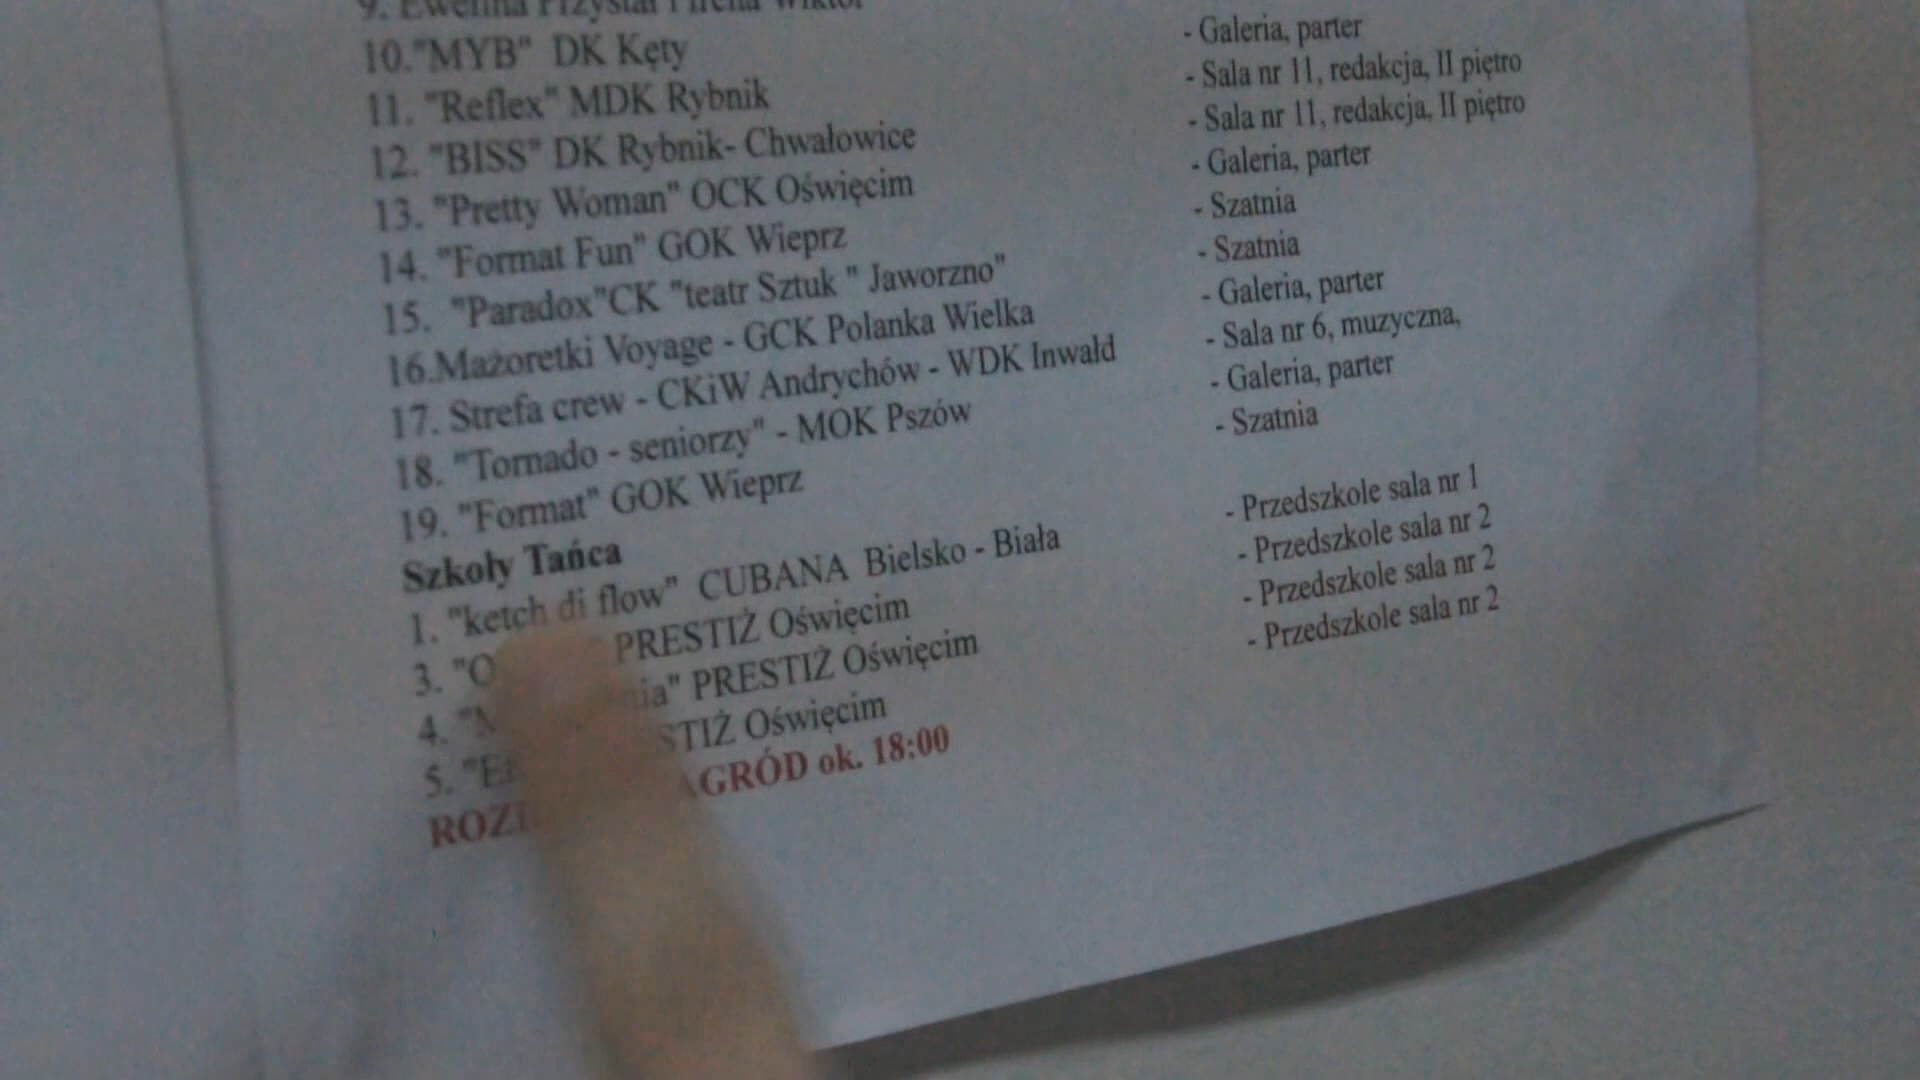 9. Ewelina Przystał i Irena Wiktor
10."MYB" DK Kęty - Galeria, parter
11. "Reflex" MDK Rybnik - Sala nr 11, redakcja, II piętro
12. "BISS" DK Rybnik- Chwałowice - Sala nr 11, redakcja, II piętro
13. "Pretty Woman" OCK Oświęcim - Galeria, parter
14. "Format Fun" GOK Wieprz - Szatnia
15. "Paradox"CK "teatr Sztuk " Jaworzno" - Szatnia
16.Mażoretki Voyage - GCK Polanka Wielka - Galeria, parter
17. Strefa crew - CKiW Andrychów - WDK Inwałd - Sala nr 6, muzyczna,
18. "Tornado - seniorzy" - MOK Pszów - Galeria, parter
19. "Format" GOK Wieprz - Szatnia
Szkoły Tańca
1. "ketch di flow" CUBANA Bielsko - Biała - Przedszkole sala nr 1
3. PRESTIŻ Oświęcim - Przedszkole sala nr 2
4. PRESTIŻ Oświęcim - Przedszkole sala nr 2
5. Oświęcim - Przedszkole sala nr 2
ok. 18:00